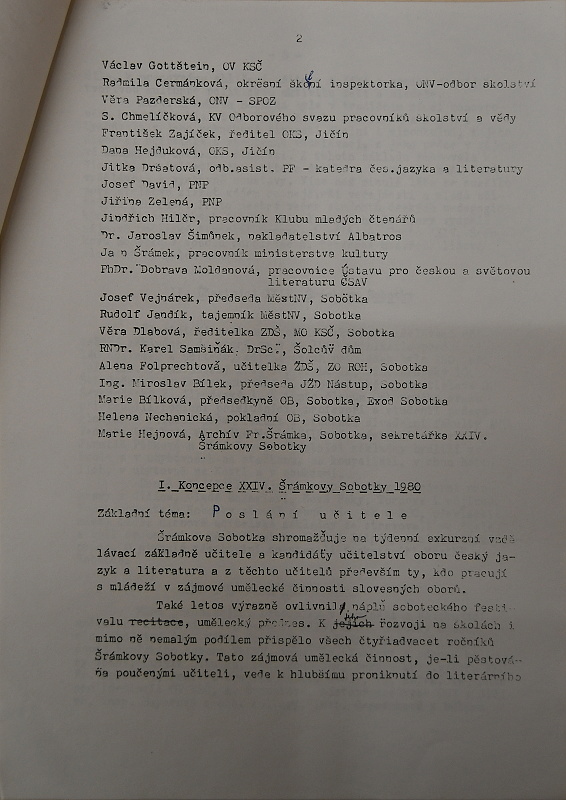 2
Václav Gottštein, OV KSČ
Radmila Cermánková, okresní školní inspektorka, ONV-odbor školství
Věra Pazderská, ONV - SPOZ
S. Chmelíčková, KV Odborového svazu pracovníků školství a vědy
František Zajíček, ředitel OKS, Jičín
Dana Hejduková, OKS, Jičín
Jitka Dršatová, odb.asist. PF - katedra čes.jazyka a literatury
Josef David, PNP
Jiřina Zelená, PNP
Jindřich Hilčr, pracovník Klubu mladých čtenářů
Dr. Jaroslav Šimůnek, nakladatelství Albatros
Jan Šrámek, pracovník ministerstva kultury
PhDr. Dobrava Moldanová, pracovnice Ústavu pro českou a světovou
literaturu ČSAV
Josef Vejnárek, předseda MěstNV, Sobotka
Rudolf Jandík, tajemník MěstNV, Sobotka
Věra Dlabová, ředitelka ZDŠ, MO KSČ, Sobotka
RNDr. Karel Samšiňák, DrSc., Šolcův dům
Alena Folprechtová, učitelka ZDŠ, ZO ROH, Sobotka
Ing. Miroslav Bílek, předseda JZD Nástup, Sobotka
Marie Bílková, předsedkyně OB, Sobotka, Exod Sobotka
Helena Nechanická, pokladní OB, Sobotka
Marie Hejnová, Archív Fr.Šrámka, Sobotka, sekretářka XXIV.
Šrámkovy Sobotky
I. Koncepce XXIV. Šrámkovy Sobotky 1980
Základní téma: P o s l á n í u č i t e l e
Šrámkova Sobotka shromažďuje na týdenní exkurzní vzdě-
lávací základně učitele a kandidáty učitelství oboru český ja-
zyk a literatura a z těchto učitelů především ty, kdo pracují
s mládeží v zájmové umělecké činnosti slovesných oborů.
Také letos výrazně ovlivnil náplň soboteckého festi-
valu recitace, umělecký přednes. K jejich rozvoji na školách i
mimo ně nemalým podílem přispělo všech čtyřiadvacet ročníků
Šrámkovy Sobotky. Tato zájmová umělecká činnost, je-li pěstová-
na poučenými učiteli, vede k hlubšímu proniknutí do literárního